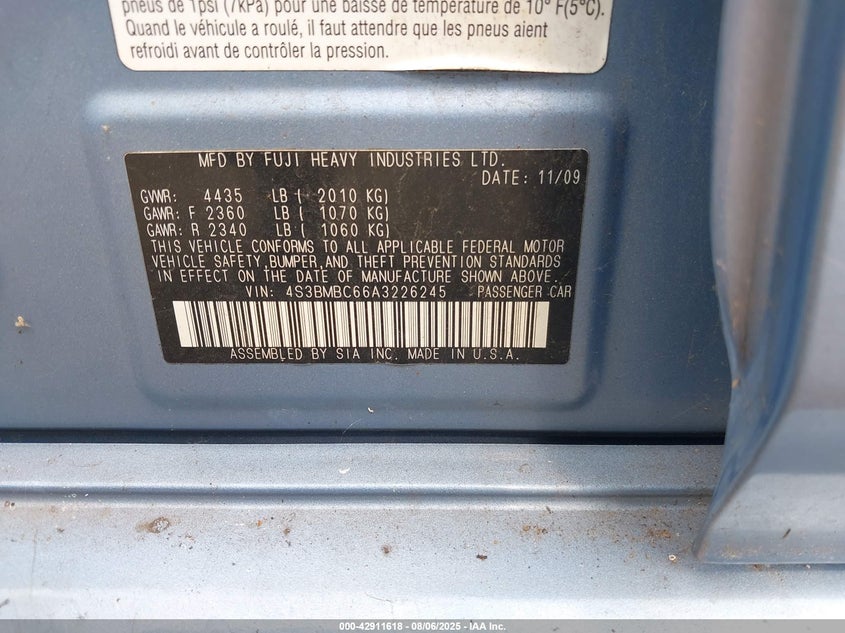 pneus de 1psi (7kPa) pour une baisse de température de 10° F(5°C).
Quand le véhicule a roulé, il faut attendre que les pneus aient
refroidi avant de contrôler la pression.
MFD BY FUJI HEAVY INDUSTRIES LTD.
DATE: 11/09
GVWR: 4435 LB ( 2010 KG)
GAWR: F 2360 LB ( 1070 KG)
GAWR: R 2340 LB ( 1060 KG)
THIS VEHICLE CONFORMS TO ALL APPLICABLE FEDERAL MOTOR
VEHICLE SAFETY, BUMPER, AND THEFT PREVENTION STANDARDS
IN EFFECT ON THE DATE OF MANUFACTURE SHOWN ABOVE.
VIN: 4S3BMBC66A3226245 PASSENGER CAR
ASSEMBLED BY SIA INC. MADE IN U.S.A.
000-42911618 - 08/06/2025 - IAA Inc.